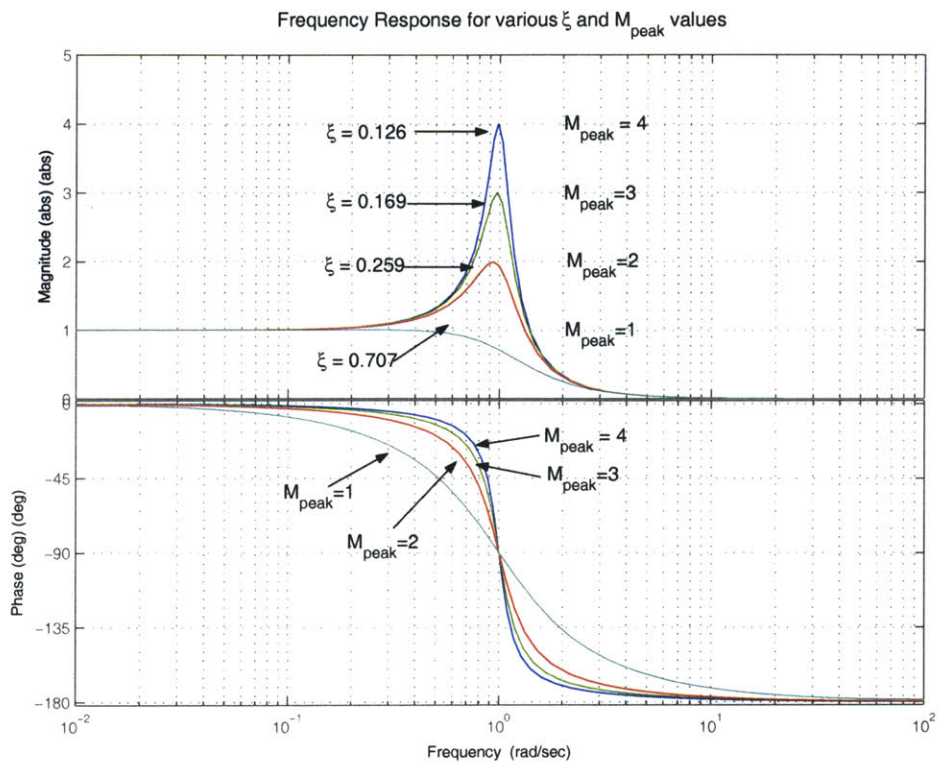 Frequency Response for various ξ and M_peak values
Magnitude (abs) (abs)
5
4
3
2
1
0
ξ = 0.126
M_peak = 4
ξ = 0.169
M_peak=3
ξ = 0.259
M_peak=2
M_peak=1
ξ = 0.707
Phase (deg) (deg)
0
-45
-90
-135
-180
M_peak = 4
M_peak=3
M_peak=1
M_peak=2
10^-2
10^-1
10^0
10^1
10^2
Frequency (rad/sec)